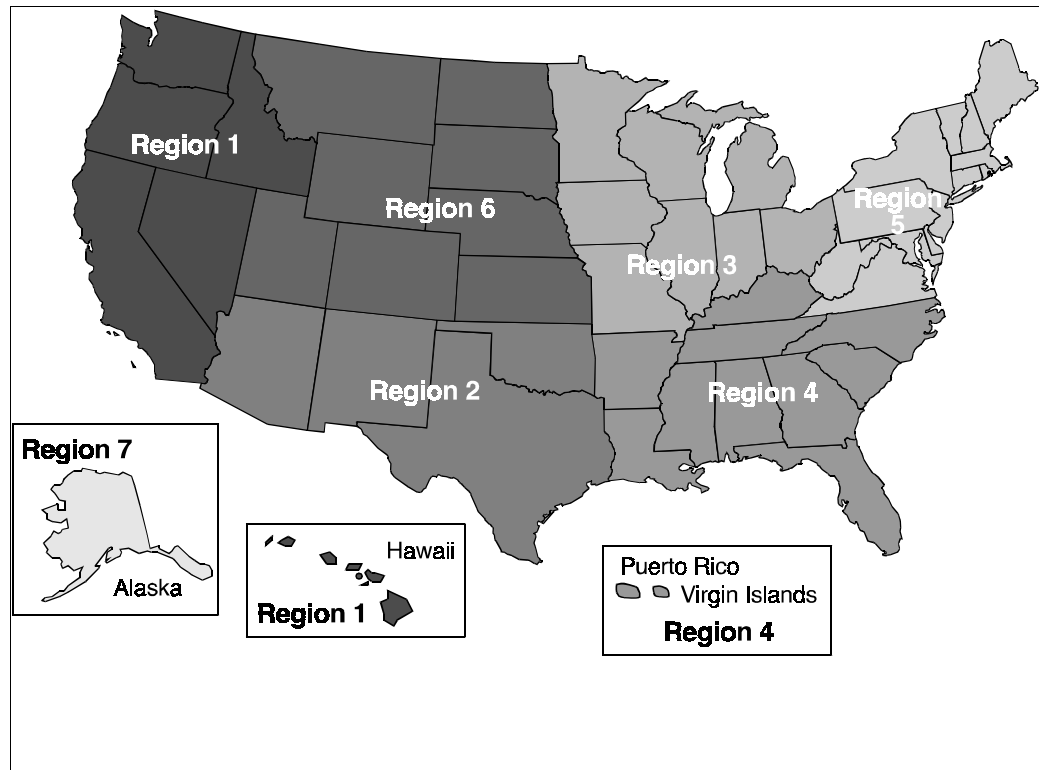 Region 1
Region 6
Region
5
Region 3
Region 2
Region 4
Region 7
Alaska
Hawaii
Region 1
Puerto Rico
Virgin Islands
Region 4